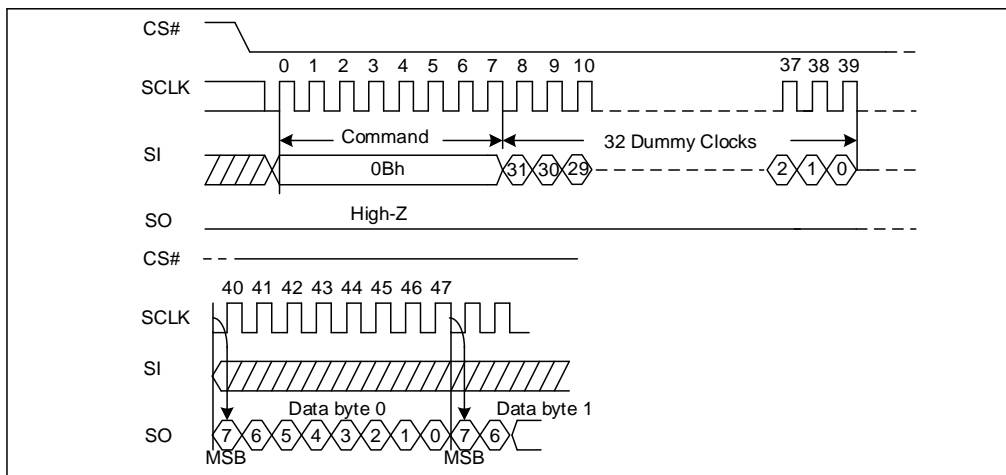 CS#
0 1 2 3 4 5 6 7 8 9 10 37 38 39
SCLK
Command 32 Dummy Clocks
SI
0Bh 31 30 29 2 1 0
High-Z
SO
CS#
40 41 42 43 44 45 46 47
SCLK
SI
Data byte 0 Data byte 1
SO 7 6 5 4 3 2 1 0 7 6
MSB MSB